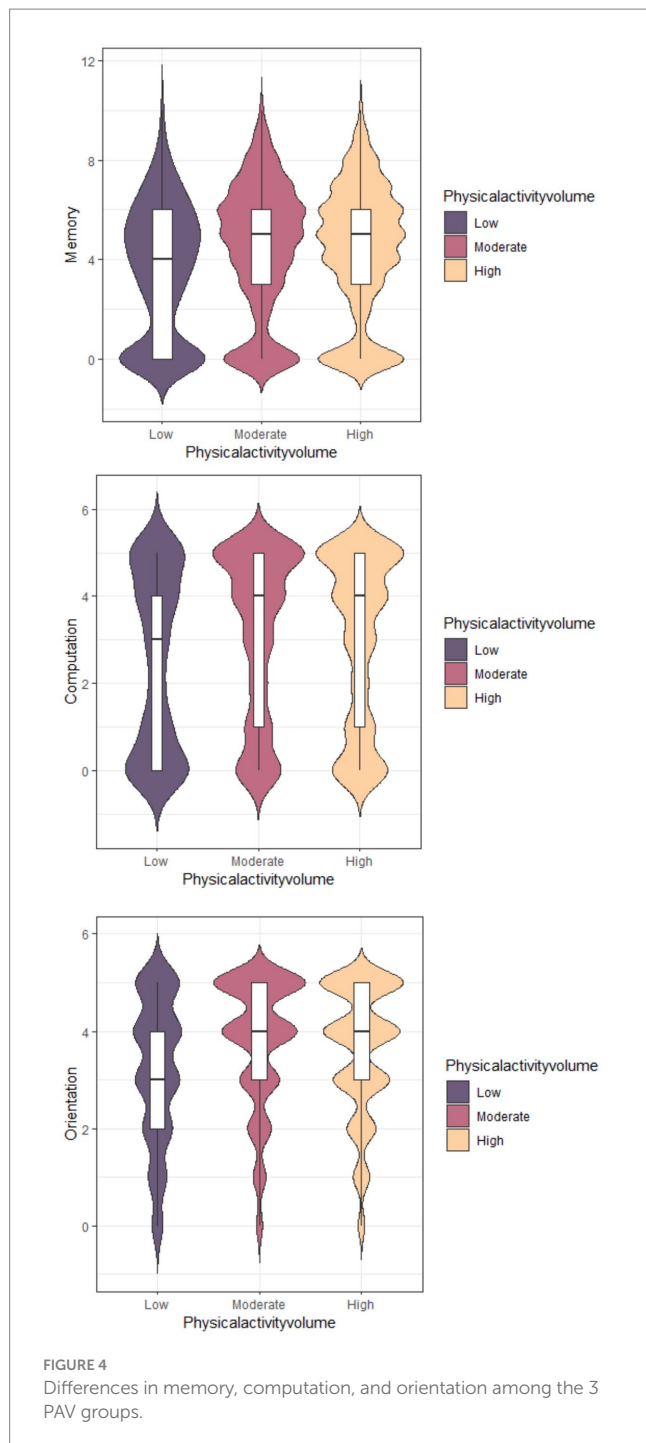 12
8
4
0
Memory
Low
Moderate
High
Physicalactivityvolume
Physicalactivityvolume
Low
Moderate
High
6
4
2
0
Computation
Low
Moderate
High
Physicalactivityvolume
Physicalactivityvolume
Low
Moderate
High
6
4
2
0
Orientation
Low
Moderate
High
Physicalactivityvolume
Physicalactivityvolume
Low
Moderate
High
FIGURE 4
Differences in memory, computation, and orientation among the 3
PAV groups.